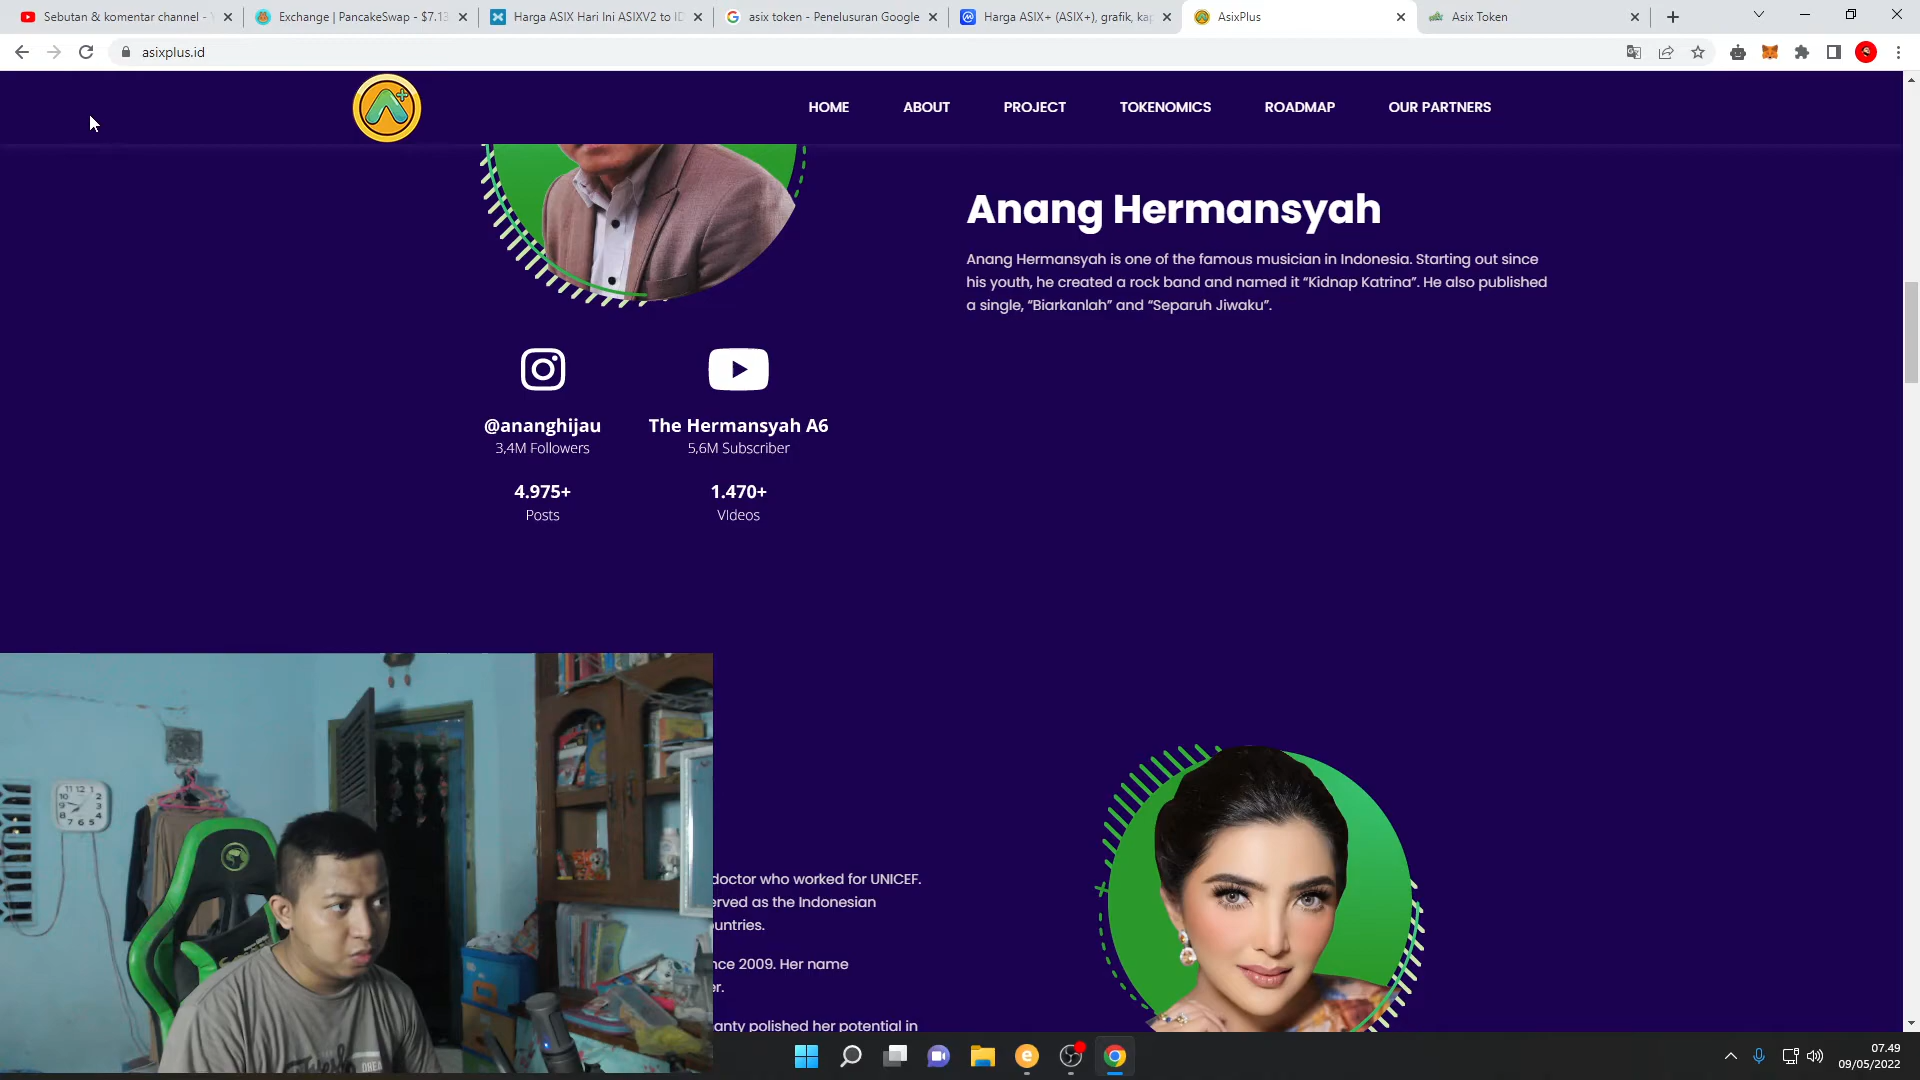 Sebutan & komentar channel -
Exchange | PancakeSwap - $7.13
Harga ASIX Hari Ini ASIXV2 to ID
asix token - Penelusuran Google
Harga ASIX+ (ASIX+), grafik, kap
AsixPlus
Asix Token
asixplus.id
HOME
ABOUT
PROJECT
TOKENOMICS
ROADMAP
OUR PARTNERS
Anang Hermansyah
Anang Hermansyah is one of the famous musician in Indonesia. Starting out since
his youth, he created a rock band and named it “Kidnap Katrina”. He also published
a single, “Biarkanlah” and “Separuh Jiwaku”.
@ananghijau
3,4M Followers
4.975+
Posts
The Hermansyah A6
5,6M Subscriber
1.470+
VIdeos
doctor who worked for UNICEF.
erved as the Indonesian
ountries.
nce 2009. Her name
er.
anty polished her potential in
07.49
09/05/2022